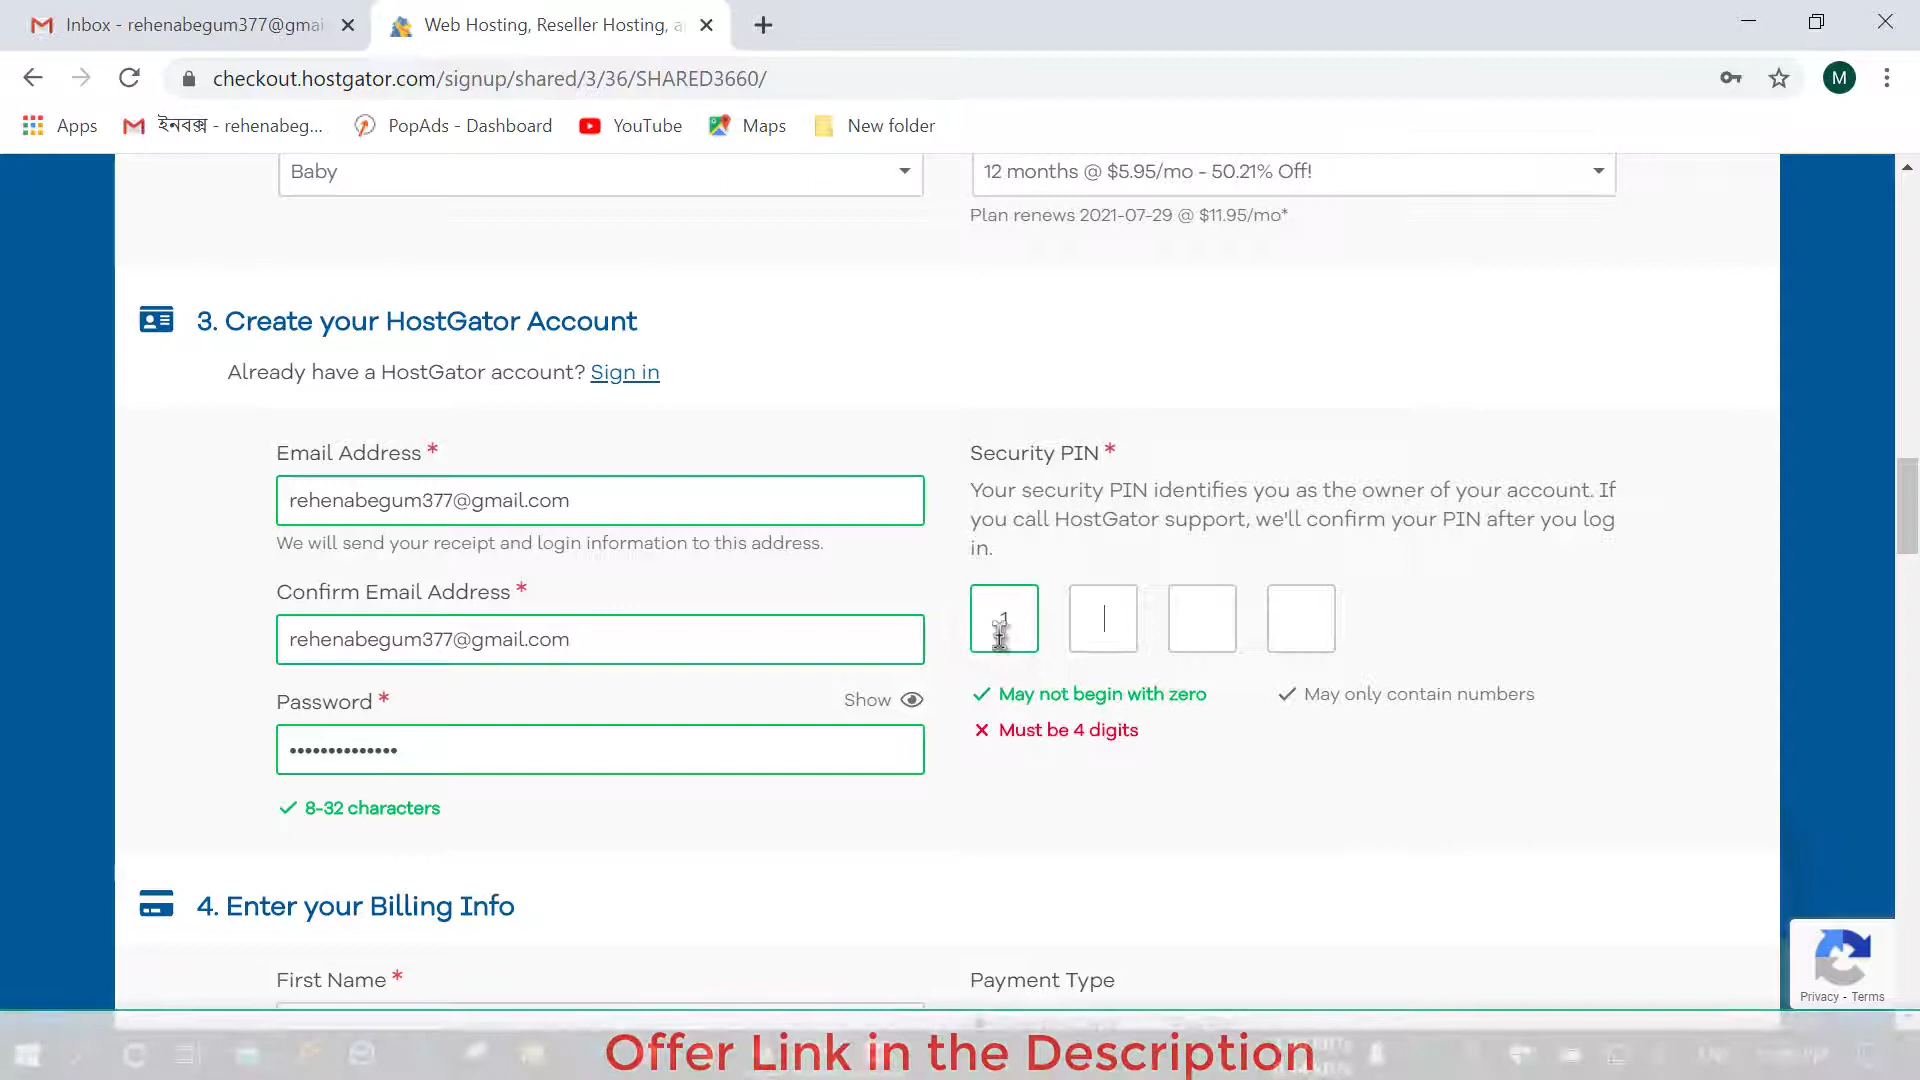 Inbox - rehenabegum377@gmai
Web Hosting, Reseller Hosting, a
checkout.hostgator.com/signup/shared/3/36/SHARED3660/
M
Apps
ইনবক্স - rehenabeg...
PopAds - Dashboard
YouTube
Maps
New folder
Baby
12 months @ $5.95/mo - 50.21% Off!
Plan renews 2021-07-29 @ $11.95/mo*
3. Create your HostGator Account
Already have a HostGator account? Sign in
Email Address *
rehenabegum377@gmail.com
We will send your receipt and login information to this address.
Confirm Email Address *
rehenabegum377@gmail.com
Password *
Show
••••••••••••••
8-32 characters
Security PIN *
Your security PIN identifies you as the owner of your account. If
you call HostGator support, we'll confirm your PIN after you log
in.
1
May not begin with zero
May only contain numbers
Must be 4 digits
4. Enter your Billing Info
First Name *
Payment Type
Privacy - Terms
Offer Link in the Description